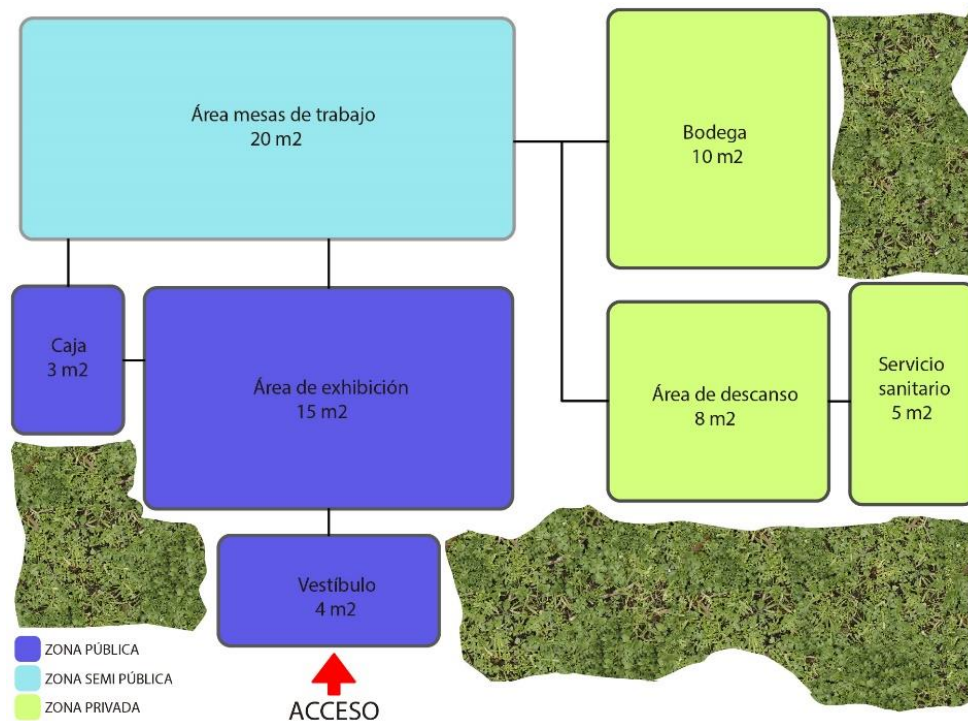 Área mesas de trabajo
20 m2
Bodega
10 m2
Caja
3 m2
Área de exhibición
15 m2
Área de descanso
8 m2
Servicio
sanitario
5 m2
Vestíbulo
4 m2
ZONA PÚBLICA
ZONA SEMI PÚBLICA
ZONA PRIVADA
ACCESO